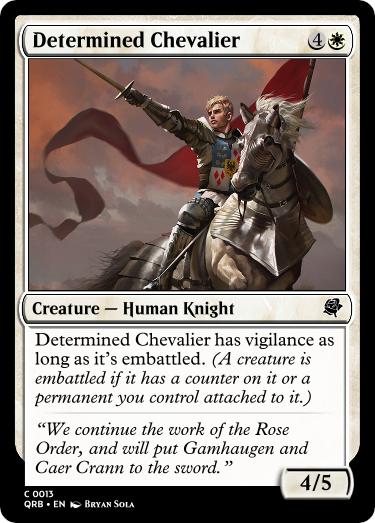 Determined Chevalier 4
Creature — Human Knight
Determined Chevalier has vigilance as
long as it's embattled. (A creature is
embattled if it has a counter on it or a
permanent you control attached to it.)
"We continue the work of the Rose
Order, and will put Gamhaugen and
Caer Crann to the sword."
4/5
C 0013
QRB • EN Bryan Sola